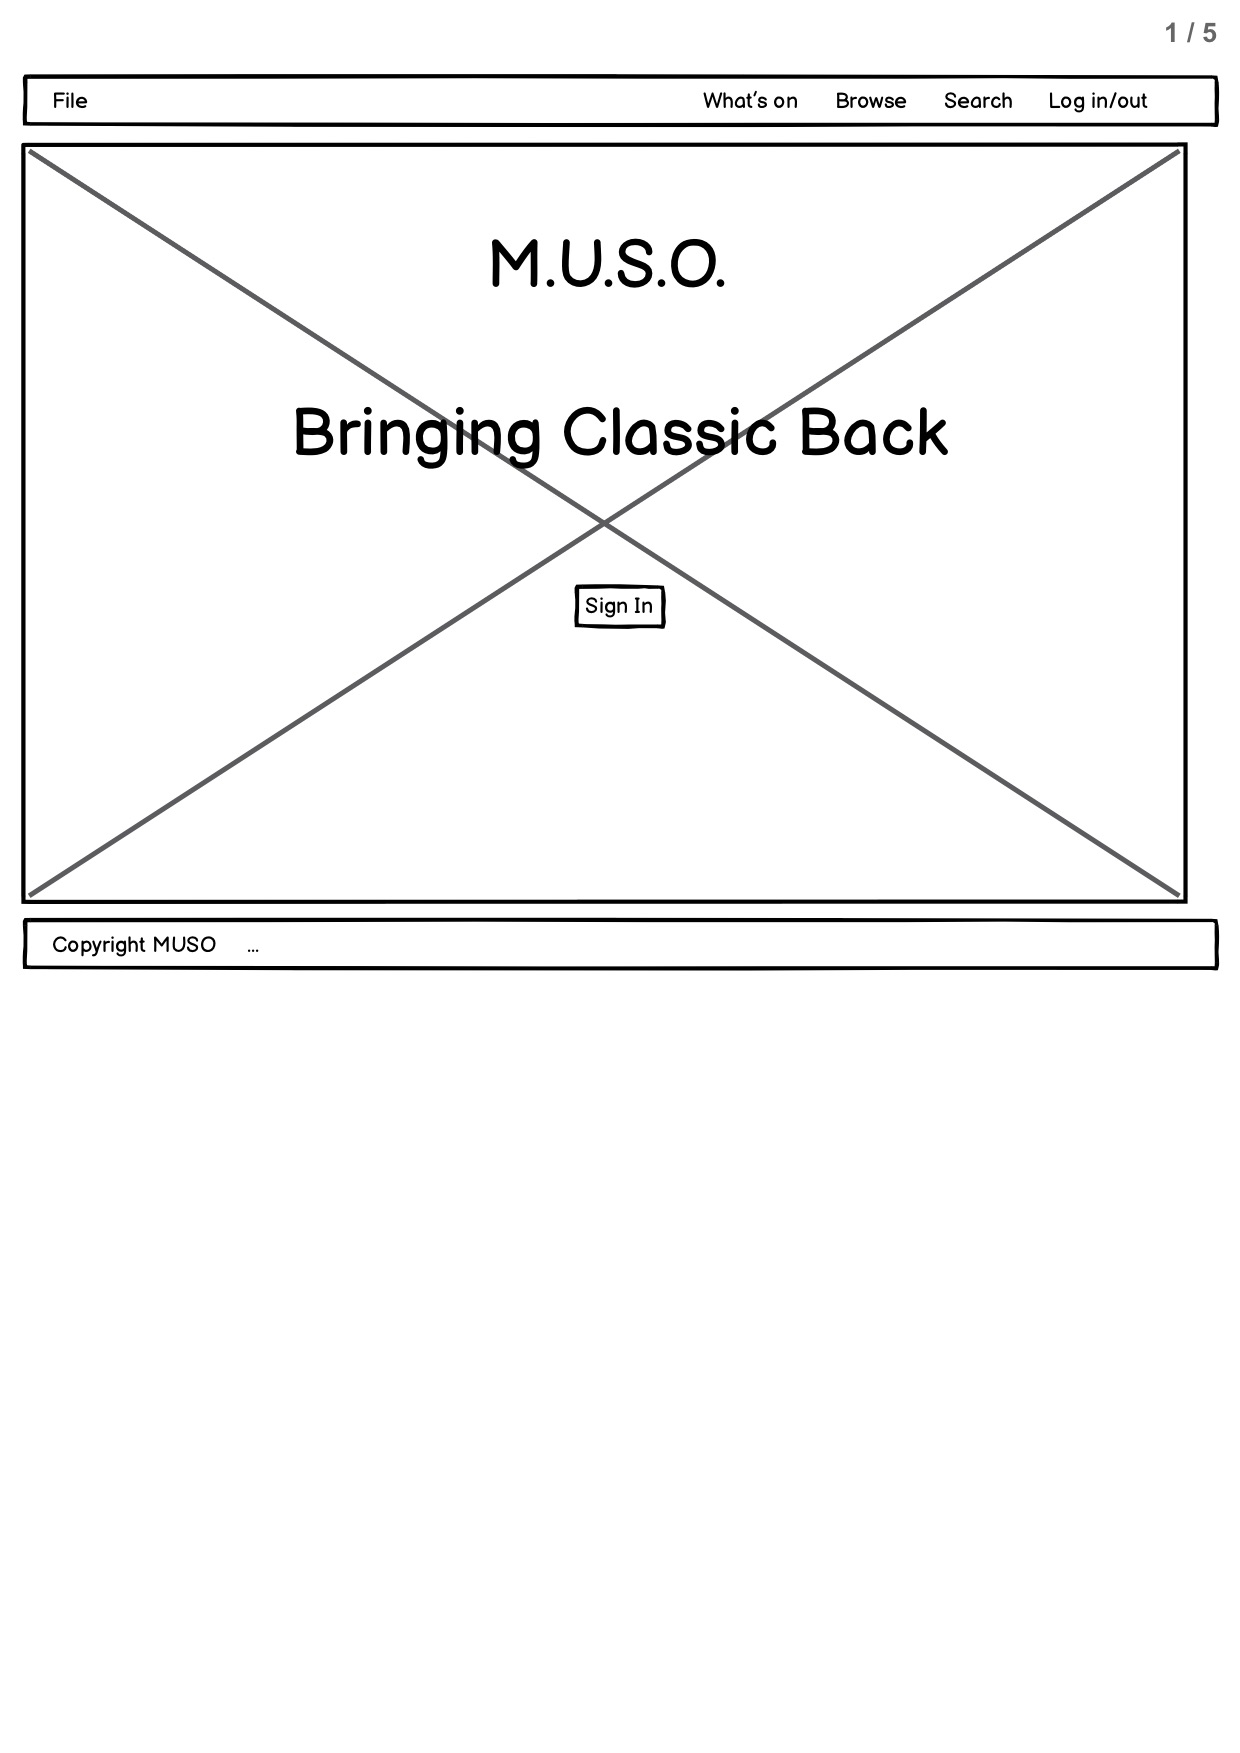 1 / 5
File What's on Browse Search Log in/out
M.U.S.O.
Bringing Classic Back
Sign In
Copyright MUSO ...